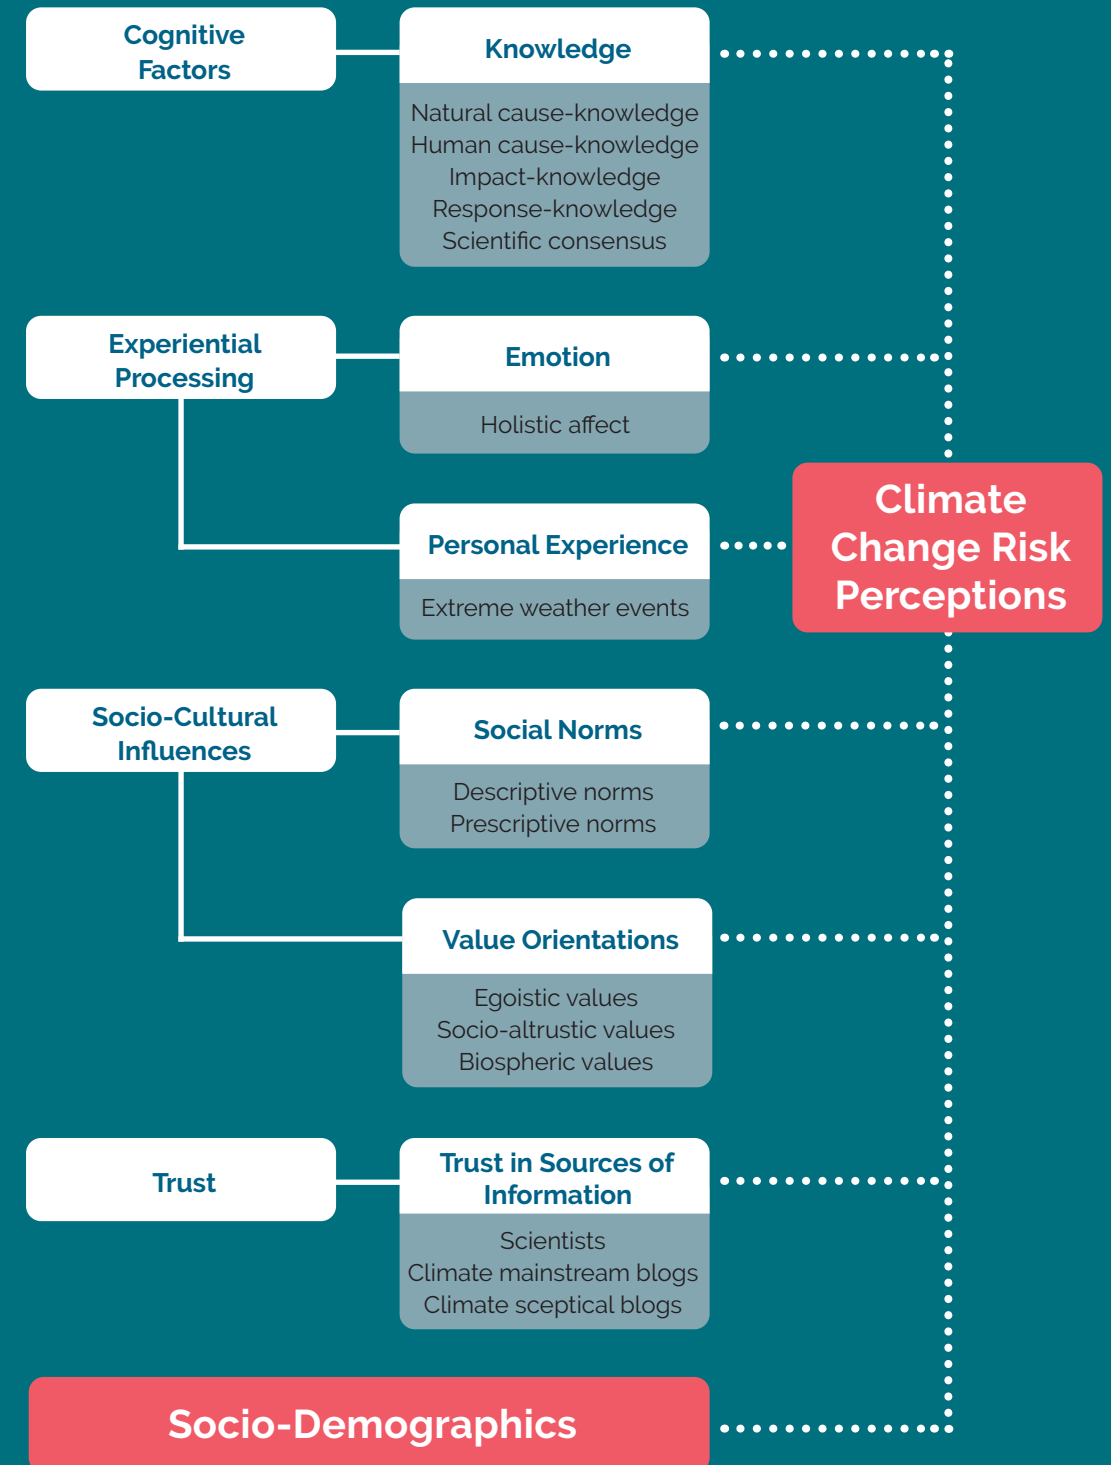 Cognitive
Factors
Knowledge
Natural cause-knowledge
Human cause-knowledge
Impact-knowledge
Response-knowledge
Scientific consensus
Experiential
Processing
Emotion
Holistic affect
Personal Experience
Extreme weather events
Climate
Change Risk
Perceptions
Socio-Cultural
Influences
Social Norms
Descriptive norms
Prescriptive norms
Value Orientations
Egoistic values
Socio-altrustic values
Biospheric values
Trust
Trust in Sources of
Information
Scientists
Climate mainstream blogs
Climate sceptical blogs
Socio-Demographics